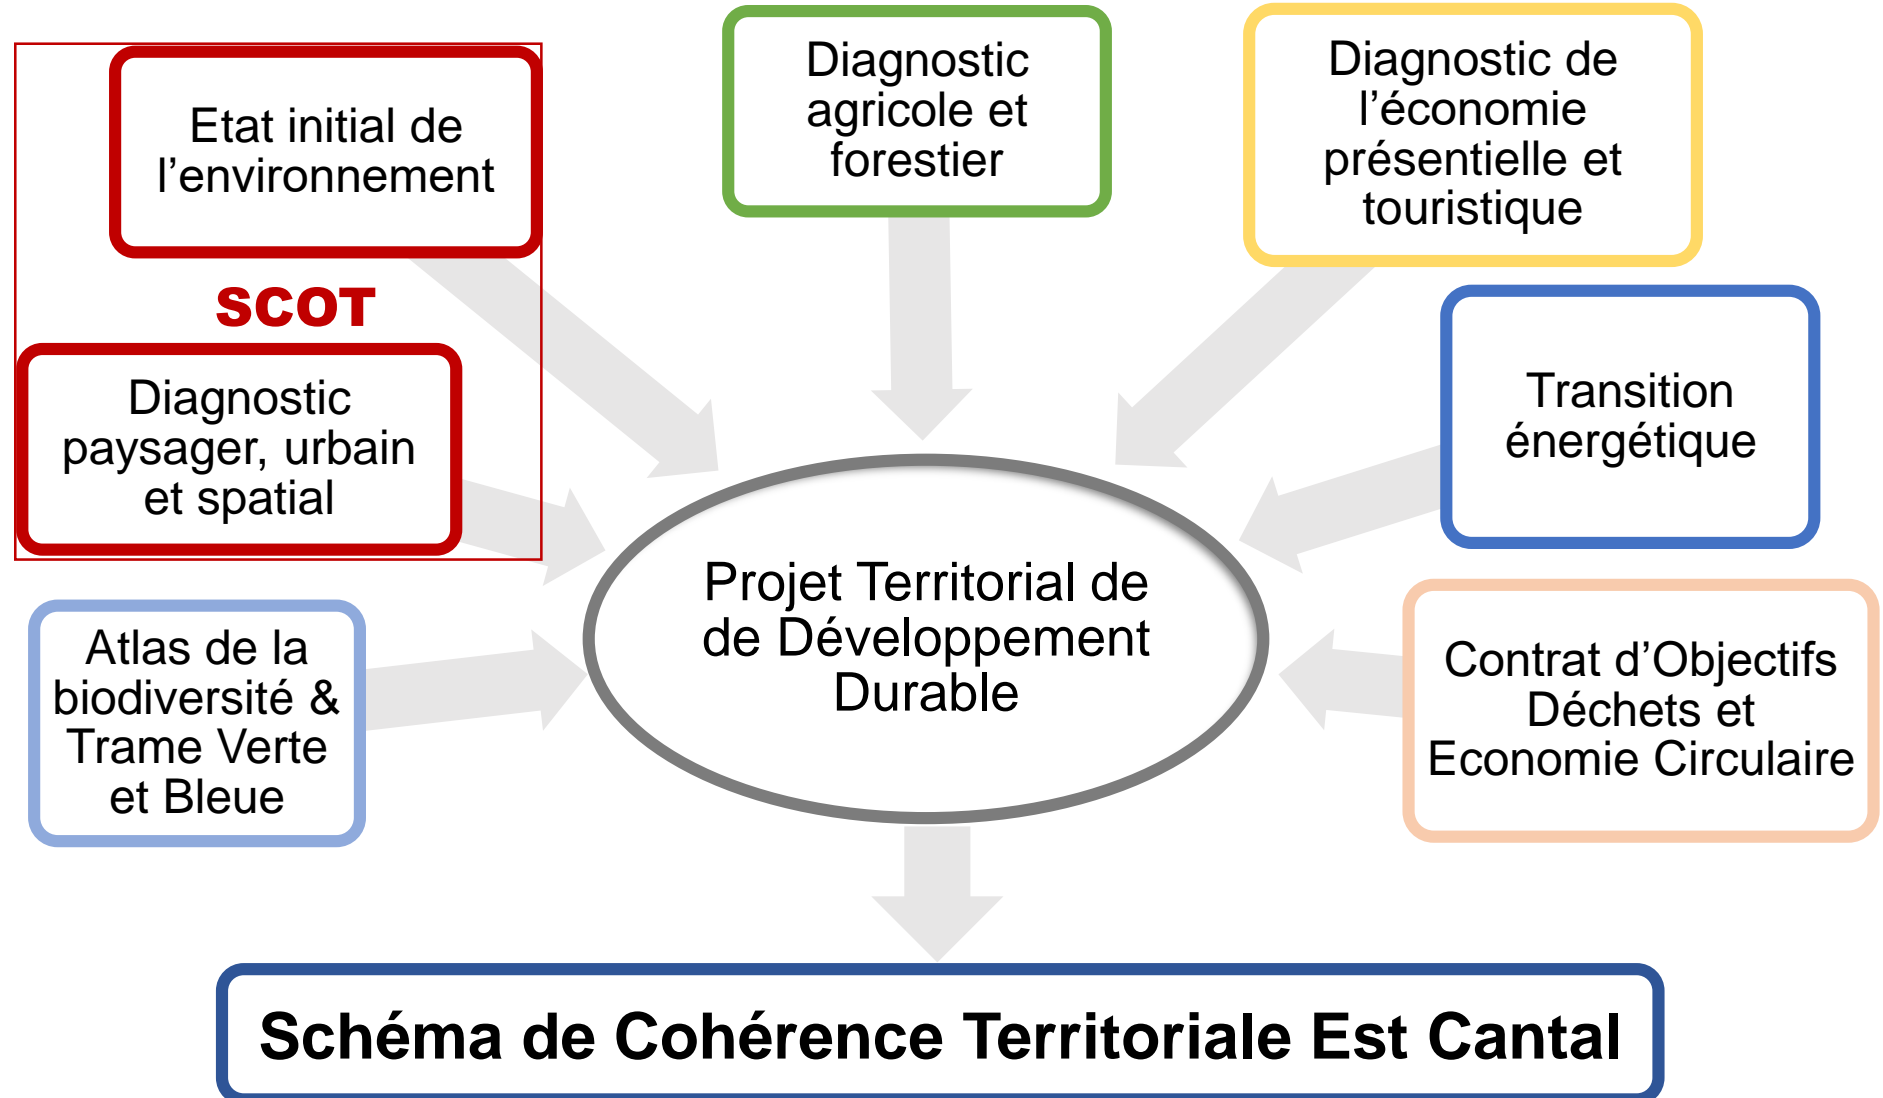 Etat initial de
l’environnement
SCOT
Diagnostic
paysager, urbain
et spatial
Atlas de la
biodiversité &
Trame Verte
et Bleue
Diagnostic
agricole et
forestier
Diagnostic de
l’économie
présentielle et
touristique
Transition
énergétique
Contrat d’Objectifs
Déchets et
Economie Circulaire
Projet Territorial de
de Développement
Durable
Schéma de Cohérence Territoriale Est Cantal